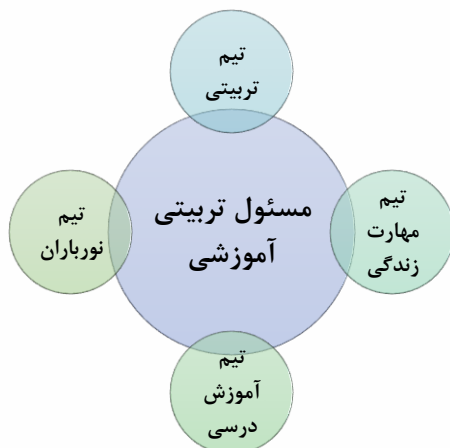 تیم
تربیتی
مسئول تربیتی
آموزشی
تیم
مهارت
زندگی
تیم
نورباران
تیم
آموزش
درسی